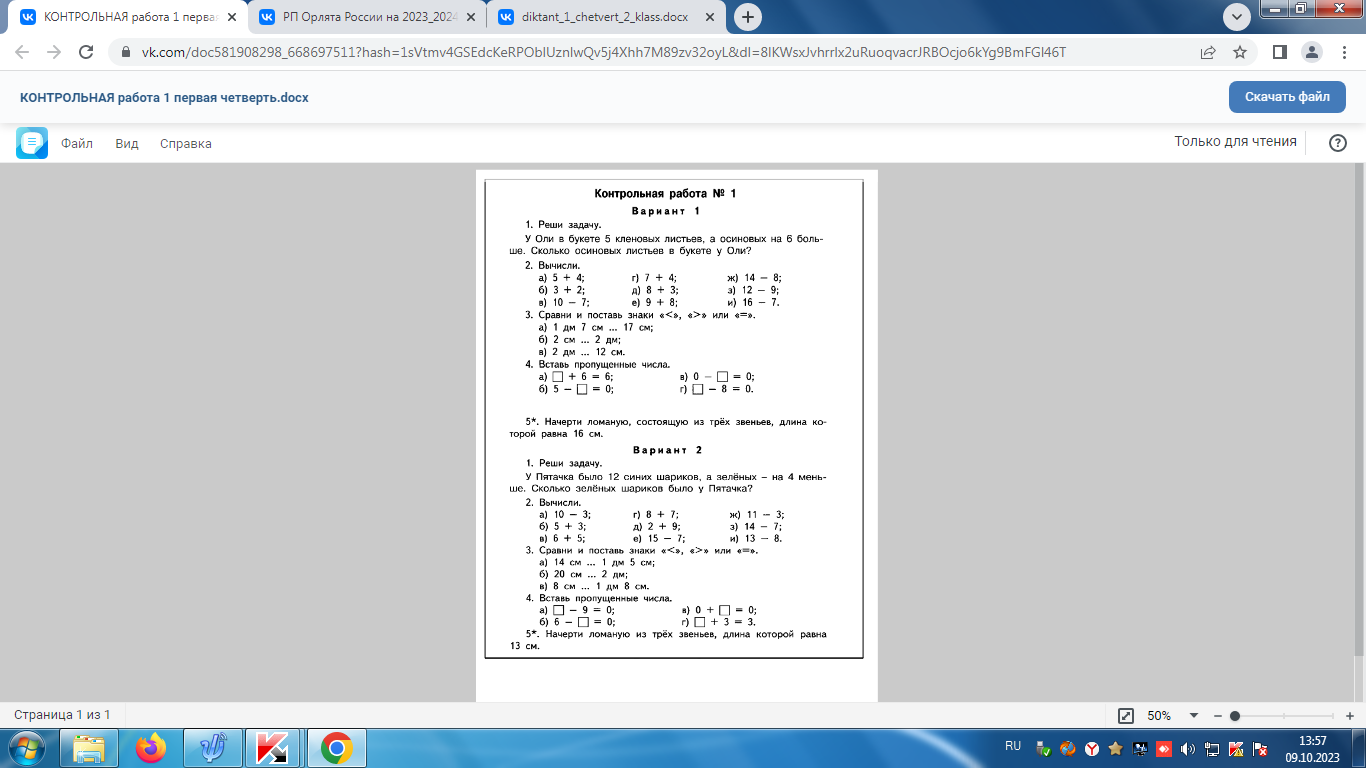 КОНТРОЛЬНАЯ работа 1 перва
РП Орлята России на 2023_2024
diktant_1_chetvert_2_klass.docx
КОНТРОЛЬНАЯ работа 1 первая четверть.docx
Скачать файл
Файл Вид Справка
Только для чтения
Контрольная работа № 1
Вариант 1
1. Реши задачу.
У Оли в букете 5 кленовых листьев, а осиновых на 6 боль-
ше. Сколько осиновых листьев в букете у Оли?
2. Вычисли.
а) 5 + 4; г) 7 + 4; ж) 14 − 8;
б) 3 + 2; д) 8 + 3; з) 12 − 9;
в) 10 − 7; е) 9 + 8; и) 16 − 7.
3. Сравни и поставь знаки «<», «>» или «=».
а) 1 дм 7 см ... 17 см;
б) 2 см ... 2 дм;
в) 2 дм ... 12 см.
4. Вставь пропущенные числа.
а) □ + 6 = 6; в) 0 − □ = 0;
б) 5 − □ = 0; г) □ − 8 = 0.
5*. Начерти ломаную, состоящую из трёх звеньев, длина ко-
торой равна 16 см.
Вариант 2
1. Реши задачу.
У Пятачка было 12 синих шариков, а зелёных – на 4 мень-
ше. Сколько зелёных шариков было у Пятачка?
2. Вычисли.
а) 10 − 3; г) 8 + 7; ж) 11 − 3;
б) 5 + 3; д) 2 + 9; з) 14 − 7;
в) 6 + 5; е) 15 − 7; и) 13 − 8.
3. Сравни и поставь знаки «<», «>» или «=».
а) 14 см ... 1 дм 5 см;
б) 20 см ... 2 дм;
в) 8 см ... 1 дм 8 см.
4. Вставь пропущенные числа.
а) □ − 9 = 0; в) 0 + □ = 0;
б) 6 − □ = 0; г) □ + 3 = 3.
5*. Начерти ломаную из трёх звеньев, длина которой равна
13 см.
Страница 1 из 1
50%
RU
13:57
09.10.2023